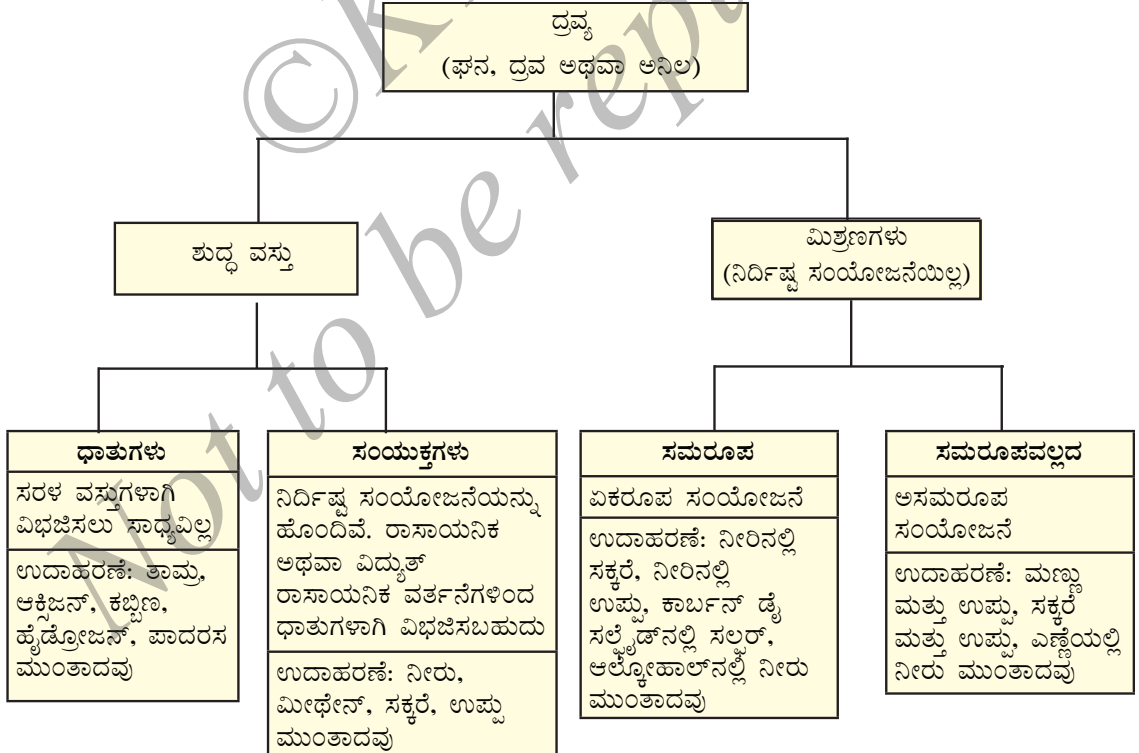 ದ್ರವ್ಯ
(ಘನ, ದ್ರವ ಅಥವಾ ಅನಿಲ)
ಶುದ್ಧ ವಸ್ತು
ಮಿಶ್ರಣಗಳು
(ನಿರ್ದಿಷ್ಟ ಸಂಯೋಜನೆಯಿಲ್ಲ)
ಧಾತುಗಳು
ಸರಳ ವಸ್ತುಗಳಾಗಿ
ವಿಭಜಿಸಲು ಸಾಧ್ಯವಿಲ್ಲ
ಉದಾಹರಣೆ: ತಾಮ್ರ,
ಆಕ್ಸಿಜನ್, ಕಬ್ಬಿಣ,
ಹೈಡ್ರೋಜನ್, ಪಾದರಸ
ಮುಂತಾದವು
ಸಂಯುಕ್ತಗಳು
ನಿರ್ದಿಷ್ಟ ಸಂಯೋಜನೆಯನ್ನು
ಹೊಂದಿವೆ. ರಾಸಾಯನಿಕ
ಅಥವಾ ವಿದ್ಯುತ್
ರಾಸಾಯನಿಕ ವರ್ತನೆಗಳಿಂದ
ಧಾತುಗಳಾಗಿ ವಿಭಜಿಸಬಹುದು
ಉದಾಹರಣೆ: ನೀರು,
ಮೀಥೇನ್, ಸಕ್ಕರೆ, ಉಪ್ಪು
ಮುಂತಾದವು
ಸಮರೂಪ
ಏಕರೂಪ ಸಂಯೋಜನೆ
ಉದಾಹರಣೆ: ನೀರಿನಲ್ಲಿ
ಸಕ್ಕರೆ, ನೀರಿನಲ್ಲಿ
ಉಪ್ಪು, ಕಾರ್ಬನ್ ಡೈ
ಸಲ್ಫೈಡ್‌ನಲ್ಲಿ ಸಲ್ಫರ್,
ಆಲ್ಕೋಹಾಲ್‌ನಲ್ಲಿ ನೀರು
ಮುಂತಾದವು
ಸಮರೂಪವಲ್ಲದ
ಅಸಮರೂಪ
ಸಂಯೋಜನೆ
ಉದಾಹರಣೆ: ಮಣ್ಣು
ಮತ್ತು ಉಪ್ಪು, ಸಕ್ಕರೆ
ಮತ್ತು ಉಪ್ಪು, ಎಣ್ಣೆಯಲ್ಲಿ
ನೀರು ಮುಂತಾದವು
©K
Not to be rep